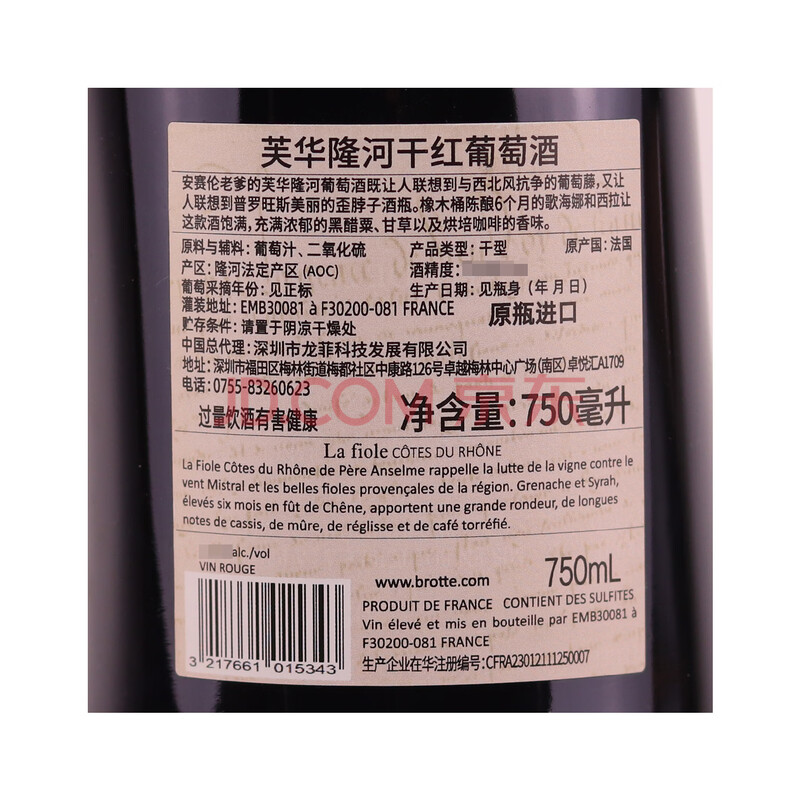 芙华隆河干红葡萄酒
安赛伦老爹的芙华隆河葡萄酒既让人联想到与西北风抗争的葡萄藤，又让
人联想到普罗旺斯美丽的歪脖子酒瓶。橡木桶陈酿6个月的歌海娜和西拉让
这款酒饱满，充满浓郁的黑醋粟、甘草以及烘培咖啡的香味。
原料与辅料：葡萄汁、二氧化硫 产品类型：干型 原产国：法国
产区：隆河法定产区 (AOC) 酒精度：
葡萄采摘年份：见正标 生产日期：见瓶身（年 月 日）
灌装地址：EMB30081 à F30200-081 FRANCE 原瓶进口
贮存条件：请置于阴凉干燥处
中国总代理：深圳市龙菲科技发展有限公司
地址：深圳市福田区梅林街道梅都社区中康路126号卓越梅林中心广场（南区）卓悦汇A1709
电话：0755-83260623
JD.COM 京东
过量饮酒有害健康 净含量：750毫升
La fiole CÔTES DU RHÔNE
La Fiole Côtes du Rhône de Père Anselme rappelle la lutte de la vigne contre le
vent Mistral et les belles fioles provençales de la région. Grenache et Syrah,
élevés six mois en fût de Chêne, apportent une grande rondeur, de longues
notes de cassis, de mûre, de réglisse et de café torréfié.
alc./vol
VIN ROUGE
www.brotte.com 750mL
PRODUIT DE FRANCE CONTIENT DES SULFITES
Vin élevé et mis en bouteille par EMB30081 à
F30200-081 FRANCE
生产企业在华注册编号：CFRA23012111250007
3 217661 015343